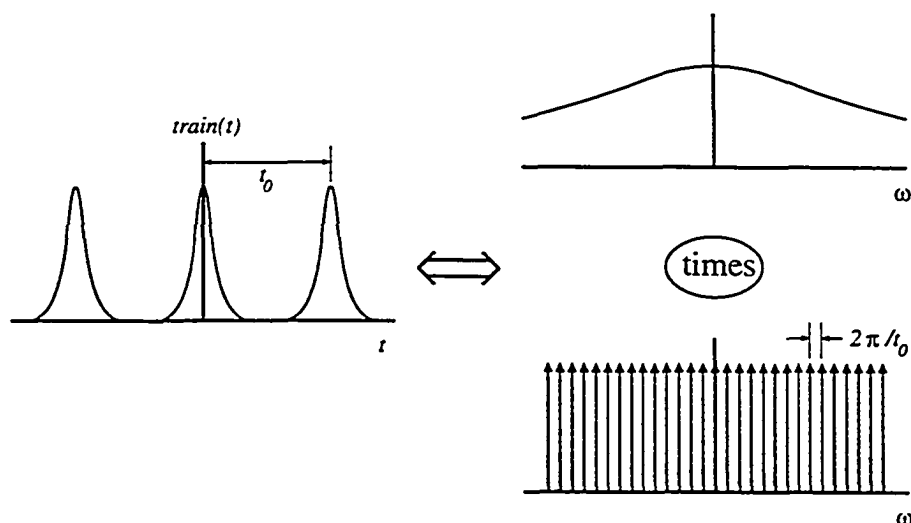 train(t)
t₀
t
ω
times
2π/t₀
ω